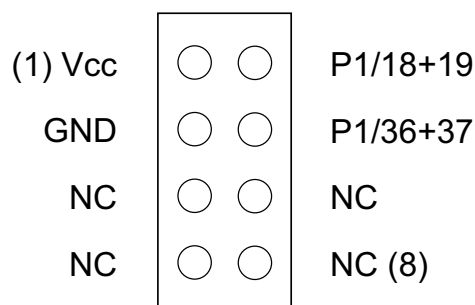 (1) Vcc P1/18+19
GND P1/36+37
NC NC
NC NC (8)